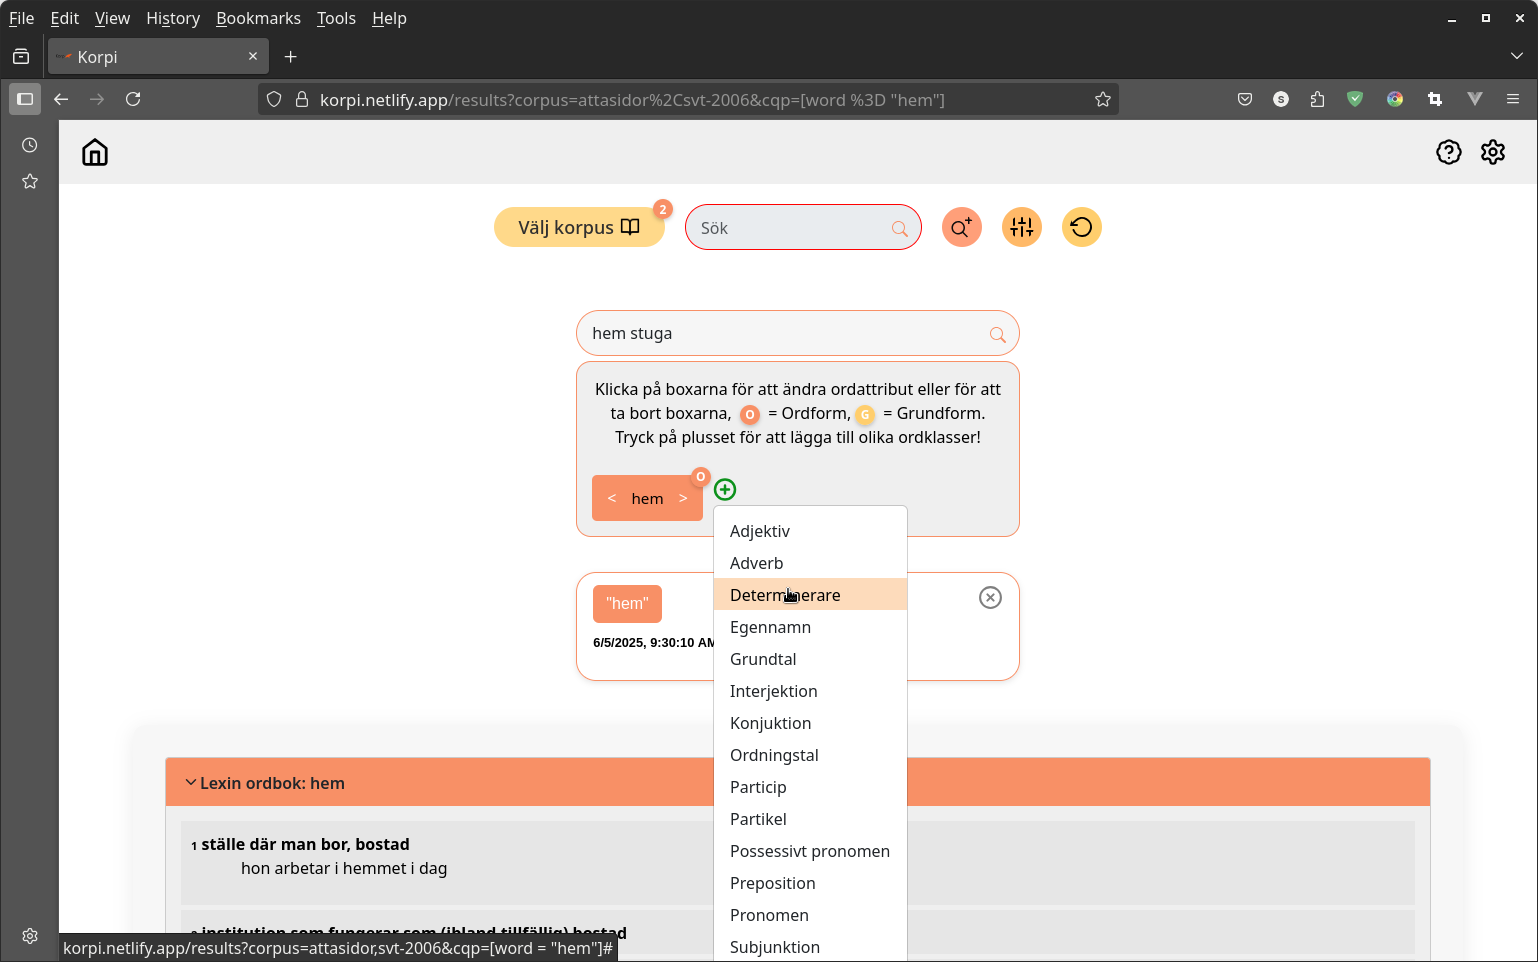 File Edit View History Bookmarks Tools Help
Korpi
korpi.netlify.app/results?corpus=attasidor%2Csvt-2006&cqp=[word %3D "hem"]
Välj korpus 2
Sök
hem stuga
Klicka på boxarna för att ändra ordattribut eller för att
ta bort boxarna, O = Ordform, G = Grundform.
Tryck på plusset för att lägga till olika ordklasser!
< hem > O
Adjektiv
Adverb
Determinerare
Egennamn
Grundtal
Interjektion
Konjuktion
Ordningstal
Particip
Partikel
Possessivt pronomen
Preposition
Pronomen
Subjunktion
"hem"
6/5/2025, 9:30:10 AM
Lexin ordbok: hem
1 ställe där man bor, bostad
hon arbetar i hemmet i dag
institution som fungerar som (ibland tillfällig) bostad
korpi.netlify.app/results?corpus=attasidor,svt-2006&cqp=[word = "hem"]#